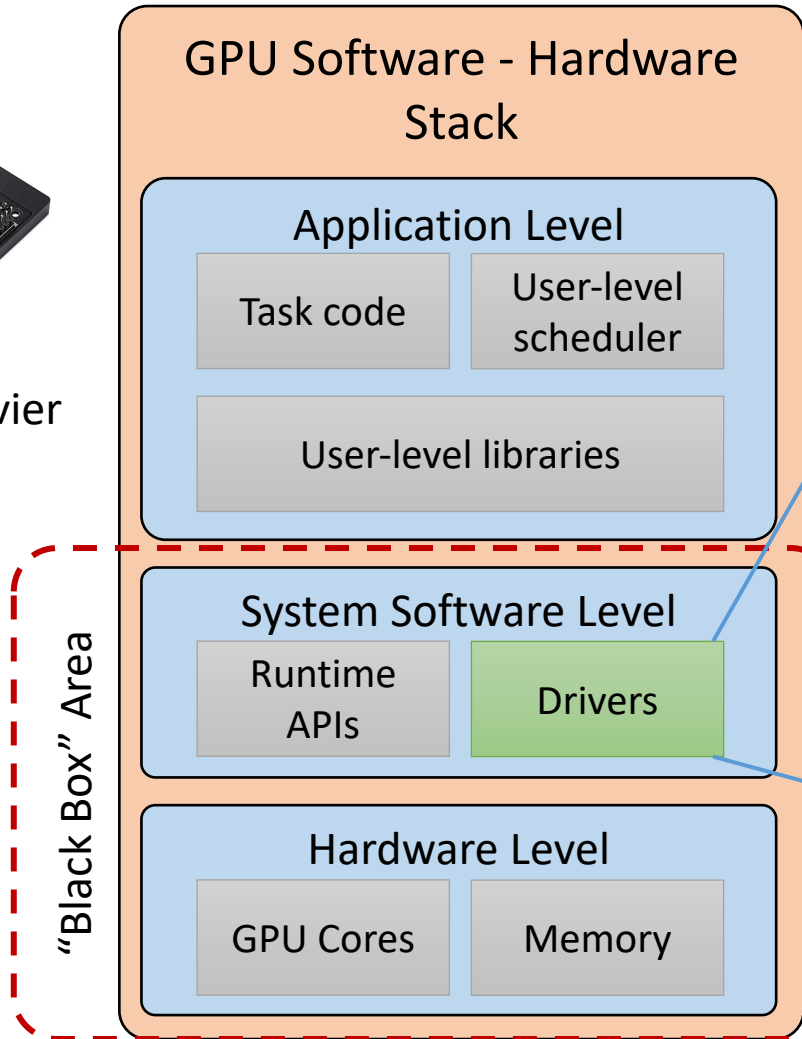 GPU Software - Hardware
Stack
Application Level
Task code
User-level
scheduler
vier
User-level libraries
System Software Level
Runtime
APIs
Drivers
“Black Box” Area
Hardware Level
GPU Cores
Memory